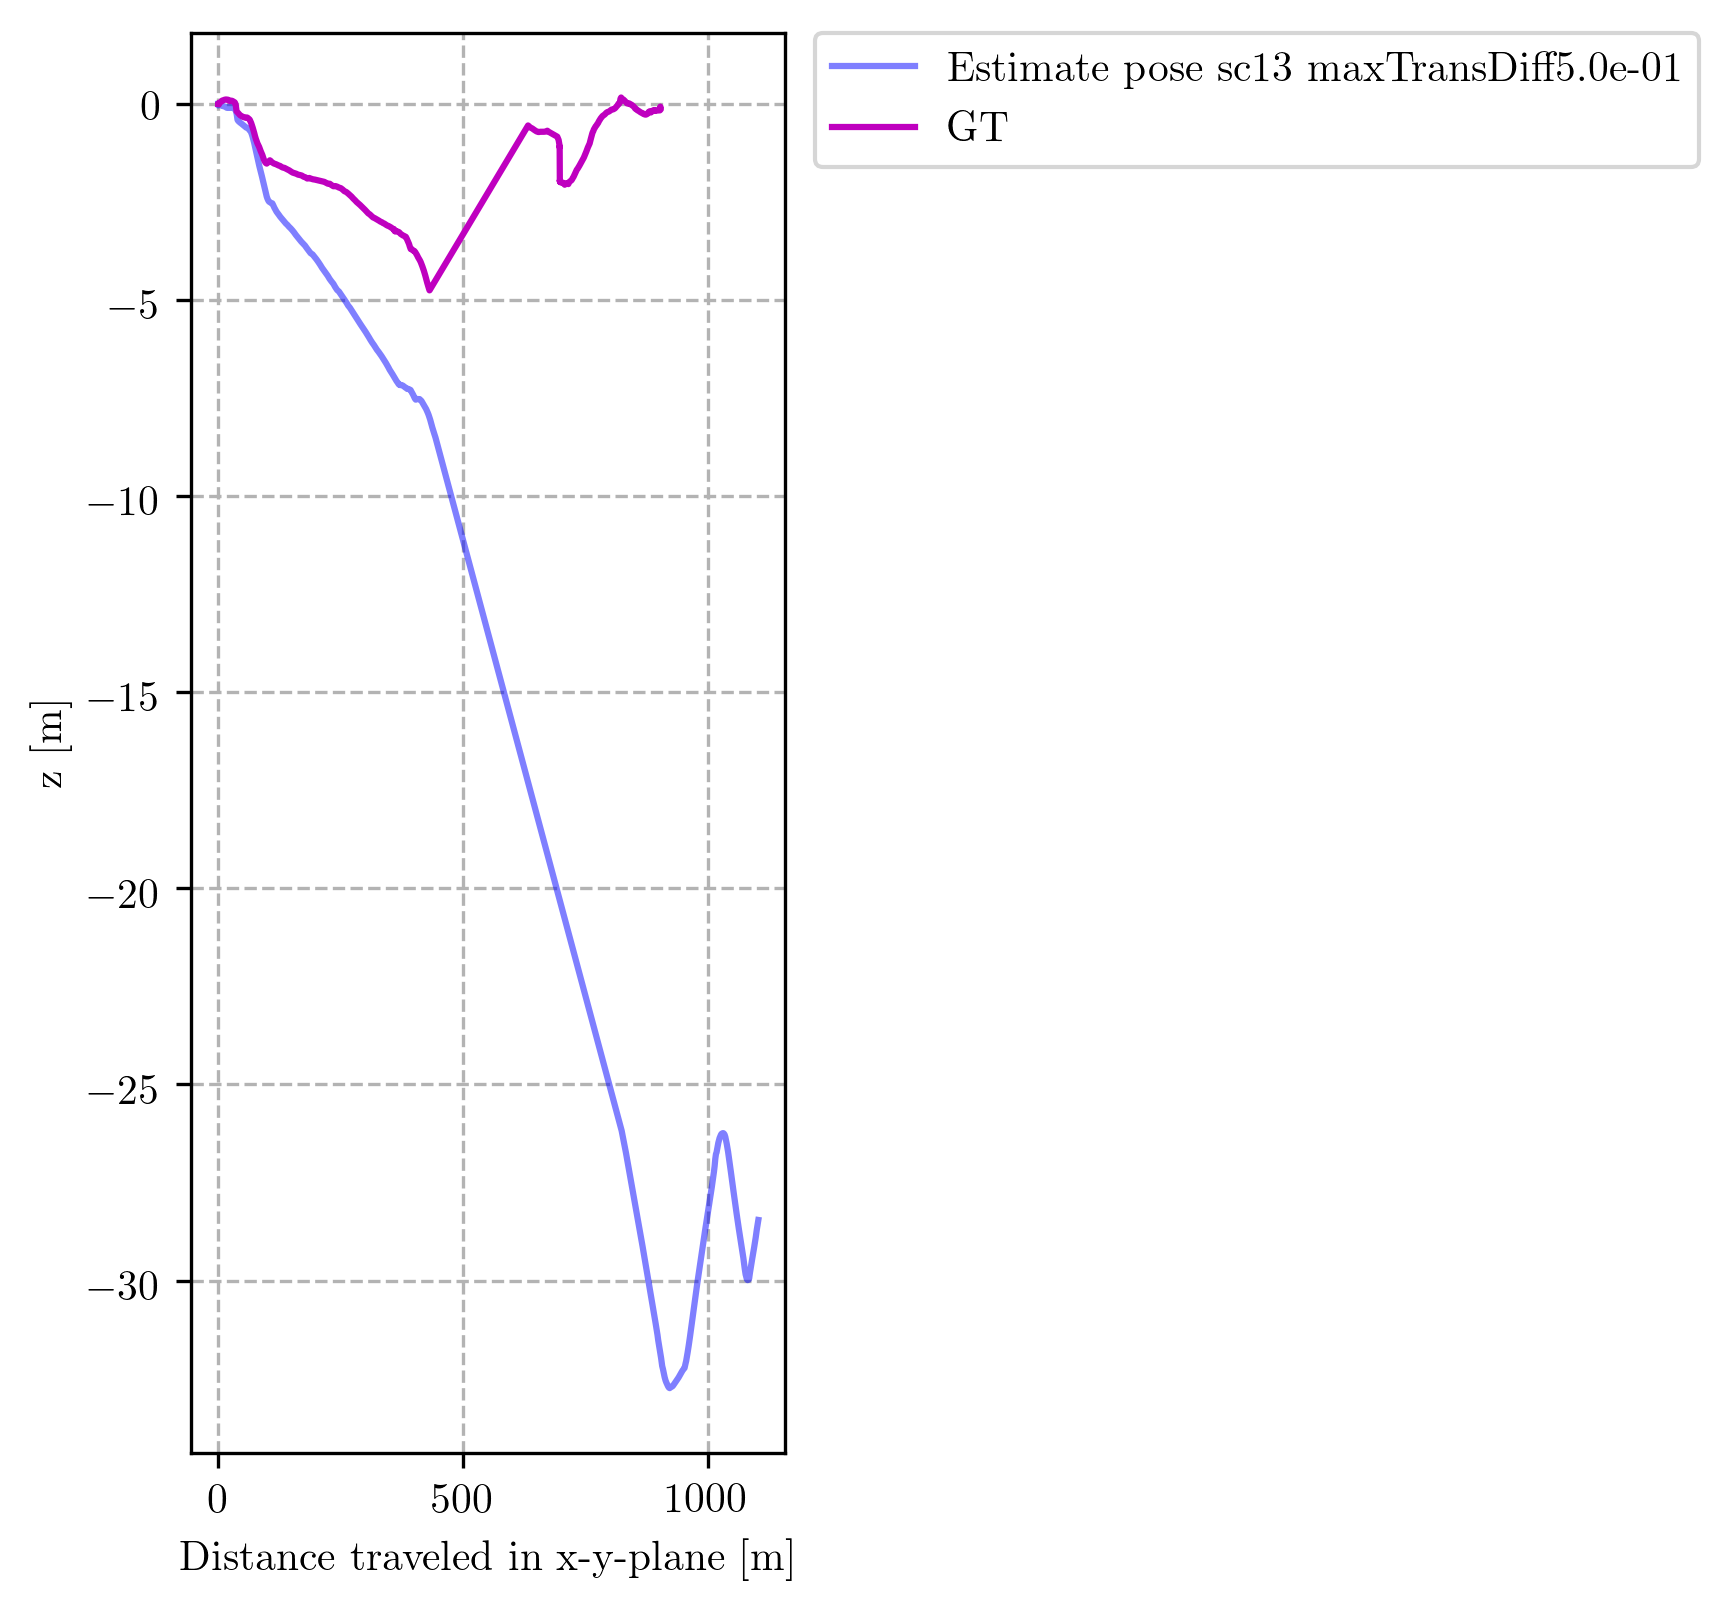 Estimate pose sc13 maxTransDiff5.0e-01
GT
0
−5
−10
−15
−20
−25
−30
z [m]
0 500 1000
Distance traveled in x-y-plane [m]